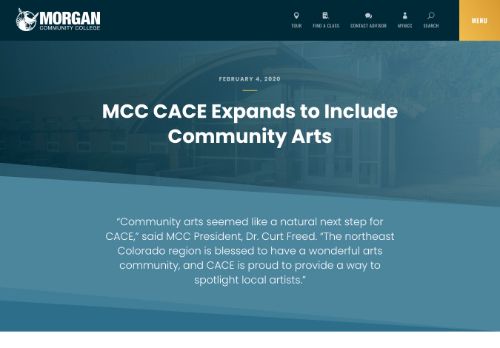 MORGAN
COMMUNITY COLLEGE
TOUR
FIND A CLASS
CONTACT ADVISOR
MYMCC
SEARCH
MENU
FEBRUARY 4, 2020
MCC CACE Expands to Include
Community Arts
“Community arts seemed like a natural next step for
CACE,” said MCC President, Dr. Curt Freed. “The northeast
Colorado region is blessed to have a wonderful arts
community, and CACE is proud to provide a way to
spotlight local artists.”